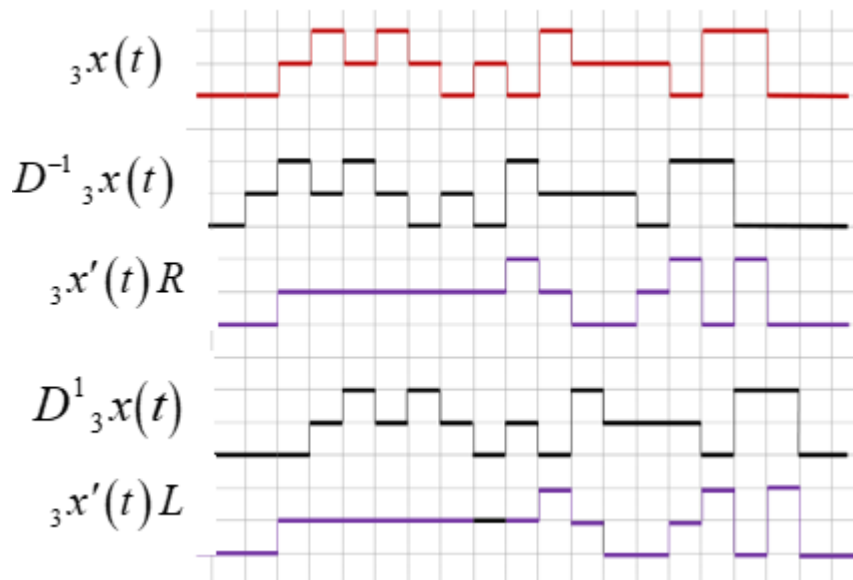 ₃x(t)
D⁻¹ ₃x(t)
₃x′(t)R
D¹ ₃x(t)
₃x′(t)L